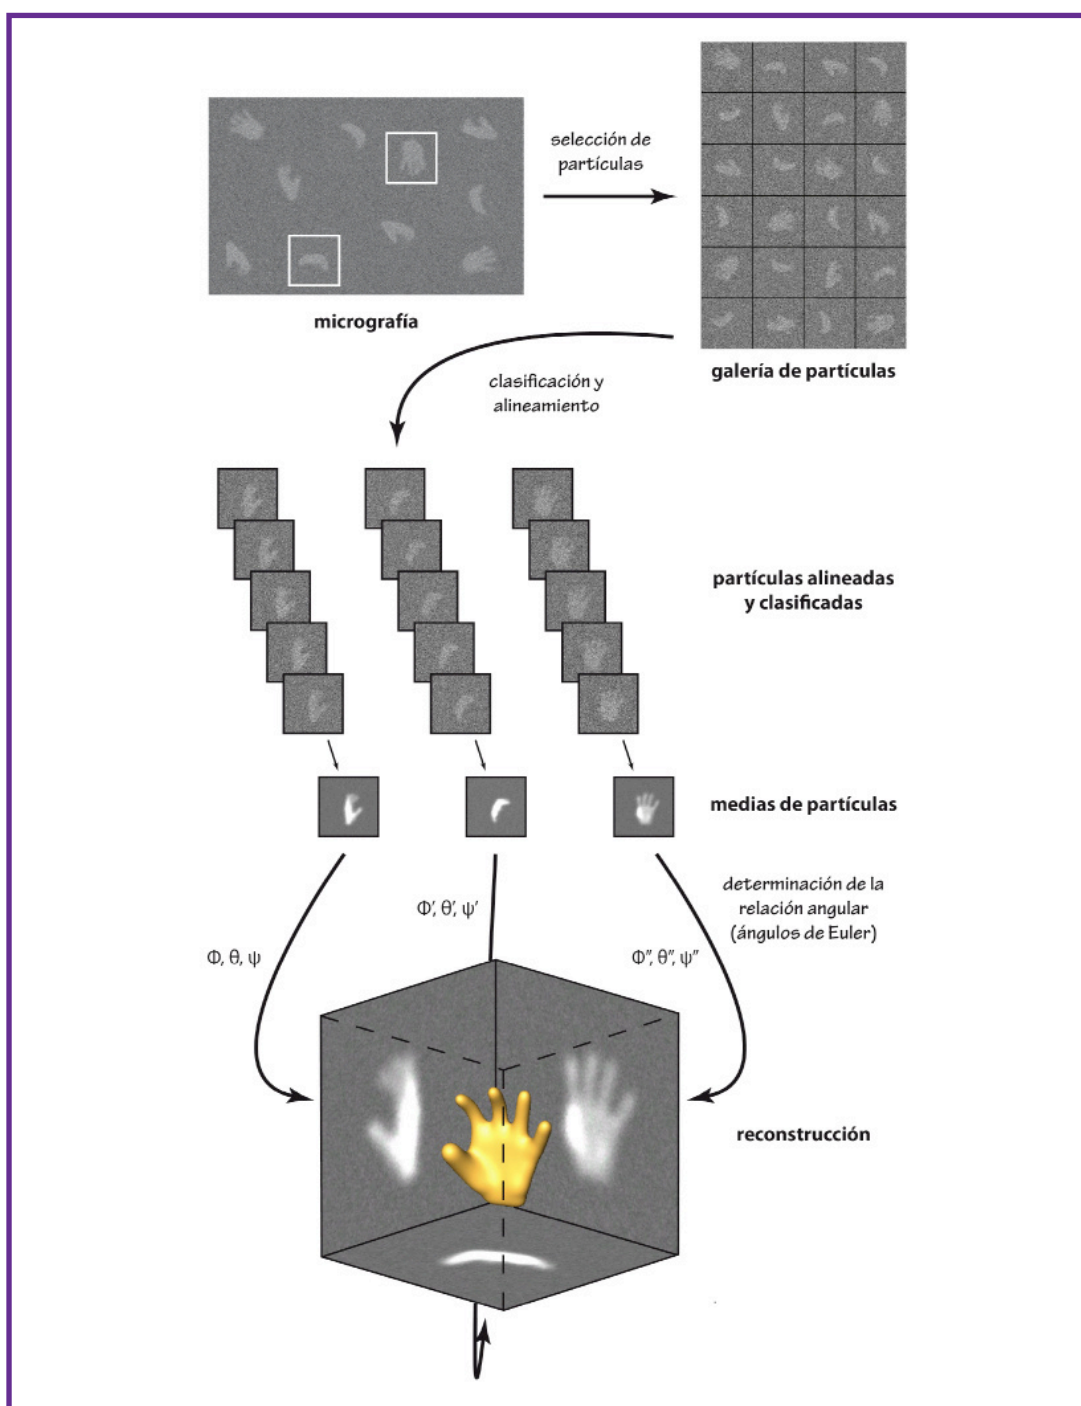 selección de
partículas
micrografía
galería de partículas
clasificación y
alineamiento
partículas alineadas
y clasificadas
medias de partículas
determinación de la
relación angular
(ángulos de Euler)
Φ, θ, ψ
Φ', θ', ψ'
Φ", θ", ψ"
reconstrucción